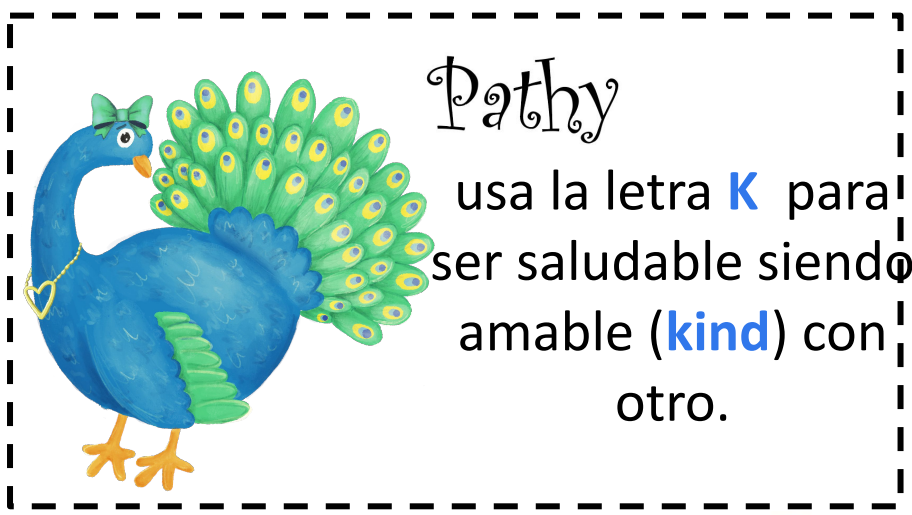 Pathy
usa la letra K para
ser saludable siendo
amable (kind) con
otro.